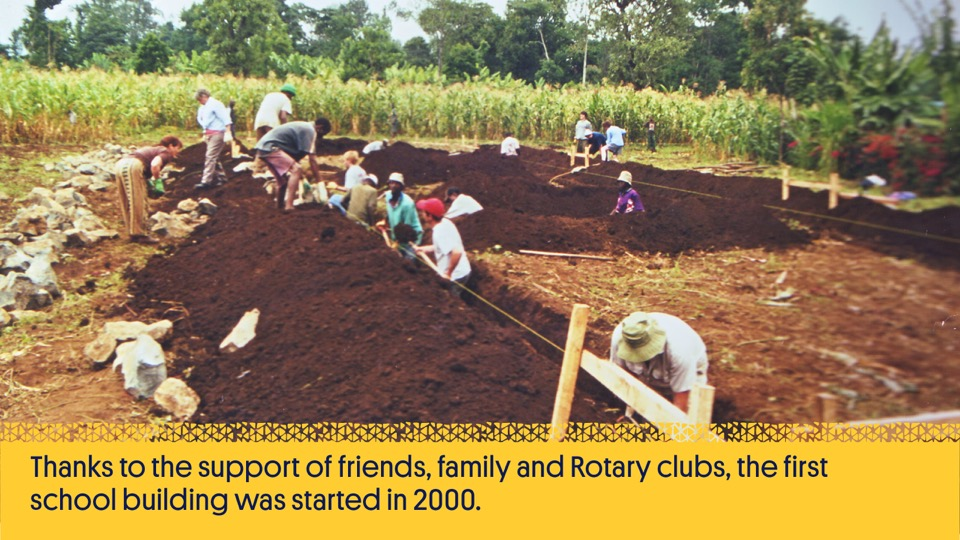 Thanks to the support of friends, family and Rotary clubs, the first
school building was started in 2000.